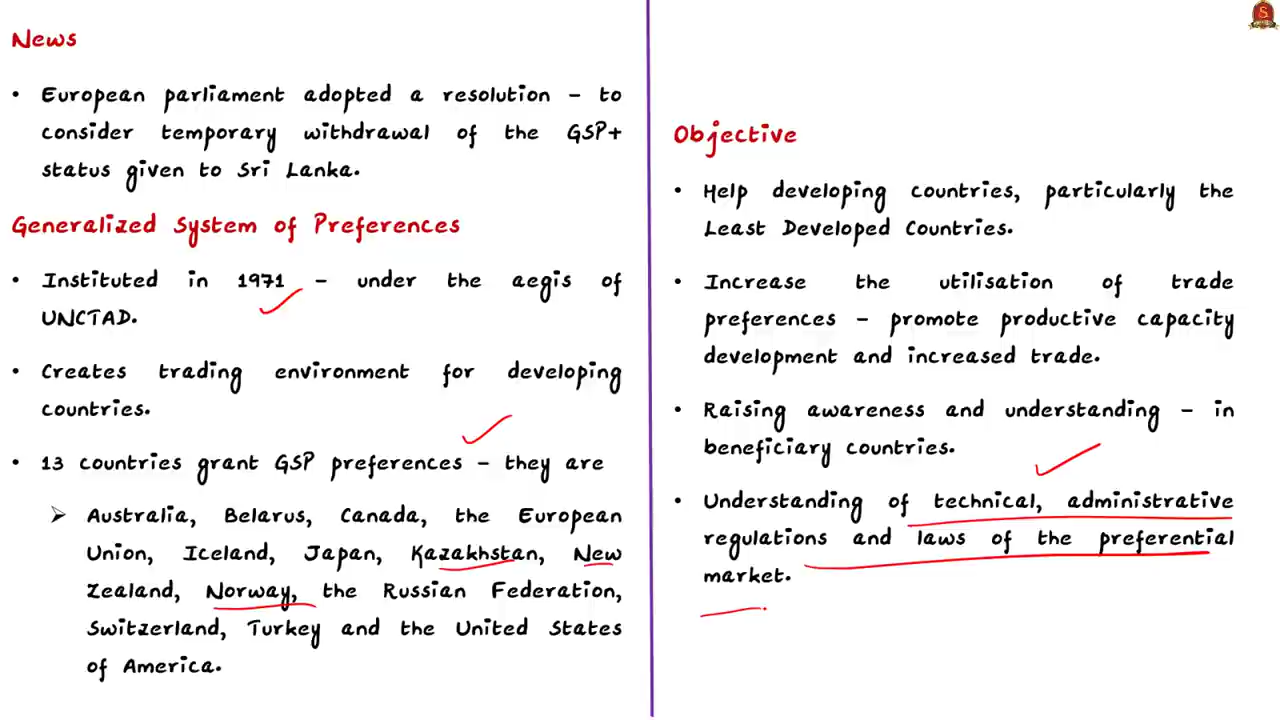 News
• European parliament adopted a resolution – to
consider temporary withdrawal of the GSP+
status given to Sri Lanka.
Generalized System of Preferences
• Instituted in 1971 – under the aegis of
UNCTAD.
• Creates trading environment for developing
countries.
• 13 countries grant GSP preferences – they are
➢ Australia, Belarus, Canada, the European
Union, Iceland, Japan, Kazakhstan, New
Zealand, Norway, the Russian Federation,
Switzerland, Turkey and the United States
of America.
Objective
• Help developing countries, particularly the
Least Developed Countries.
• Increase the utilisation of trade
preferences – promote productive capacity
development and increased trade.
• Raising awareness and understanding – in
beneficiary countries.
• Understanding of technical, administrative
regulations and laws of the preferential
market.